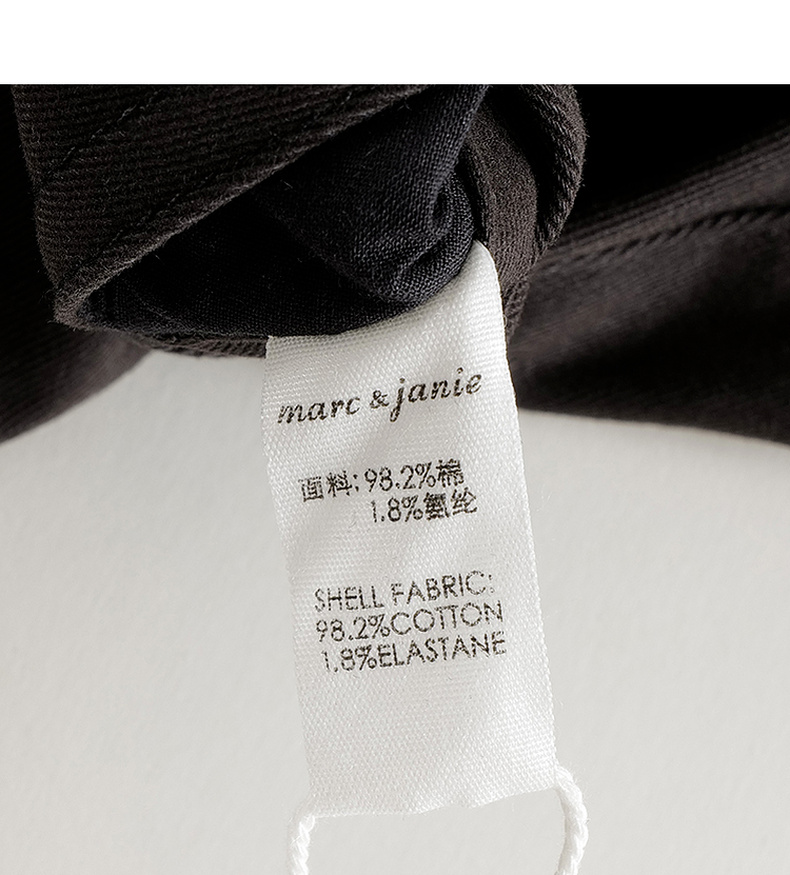 marc & janie
面料:98.2%棉
1.8%氨纶
SHELL FABRIC:
98.2%COTTON
1.8%ELASTANE